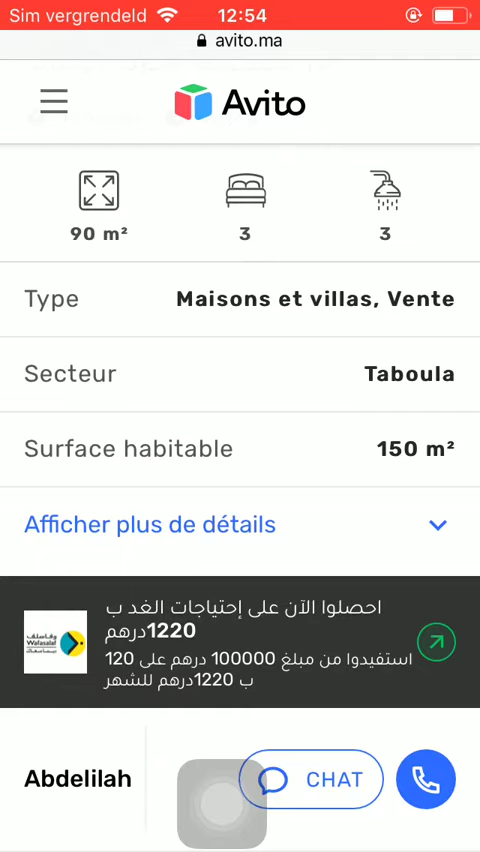 Sim vergrendeld 12:54
avito.ma
Avito
90 m² 3 3
Type Maisons et villas, Vente
Secteur Taboula
Surface habitable 150 m²
Afficher plus de détails
احصلوا الآن على إحتياجات الغد ب
1220درهم
استفيدوا من مبلغ 100000 درهم على 120
ب 1220درهم للشهر
وفاسلف
Wafasalaf
Abdelilah CHAT